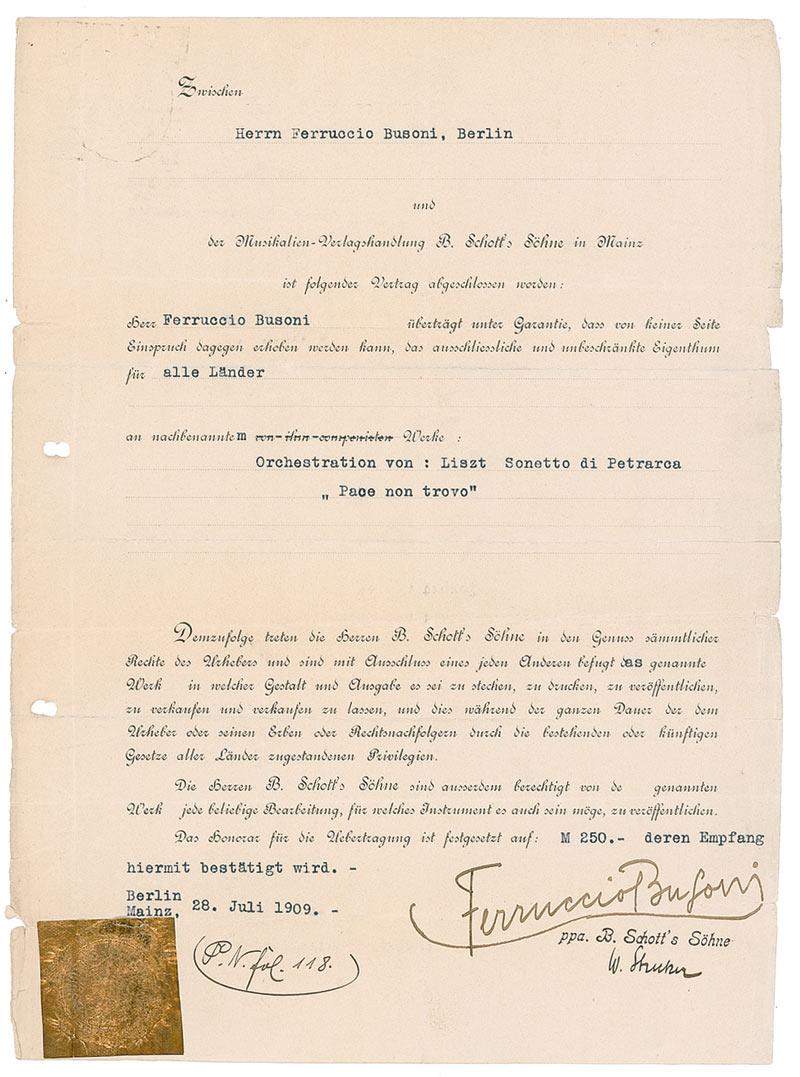 Zwischen
Herrn Ferruccio Busoni, Berlin
und
der Musikalien-Verlagshandlung B. Schott's Söhne in Mainz
ist folgender Vertrag abgeschlossen worden:
Herr Ferruccio Busoni überträgt unter Garantie, dass von keiner Seite
Einspruch dagegen erhoben werden kann, das ausschliessliche und unbeschränkte Eigenthum
für alle Länder
an nachbenanntem von ihm componisten Werke :
Orchestration von : Liszt Sonetto di Petrarca
„ Pace non trovo"
Demzufolge treten die Herren B. Schott's Söhne in den Genuss sämmtlicher
Rechte des Urhebers und sind mit Ausschluss eines jeden Anderen befugt das genannte
Werk in welcher Gestalt und Ausgabe es sei zu stechen, zu drucken, zu veröffentlichen,
zu verkaufen und verkaufen zu lassen, und dies während der ganzen Dauer der dem
Urheber oder seinen Erben oder Rechtsnachfolgern durch die bestehenden oder künftigen
Gesetze aller Länder zugestandenen Privilegien.
Die Herren B. Schott's Söhne sind ausserdem berechtigt von de genannten
Werk jede beliebige Bearbeitung, für welches Instrument es auch sein möge, zu veröffentlichen.
Das Honorar für die Uebertragung ist festgesetzt auf: M 250.- deren Empfang
hiermit bestätigt wird. -
Berlin
Mainz, 28. Juli 1909. -
Ferruccio Busoni
ppa. B. Schott's Söhne
W. Strecker
(P. N. fol. 118.)